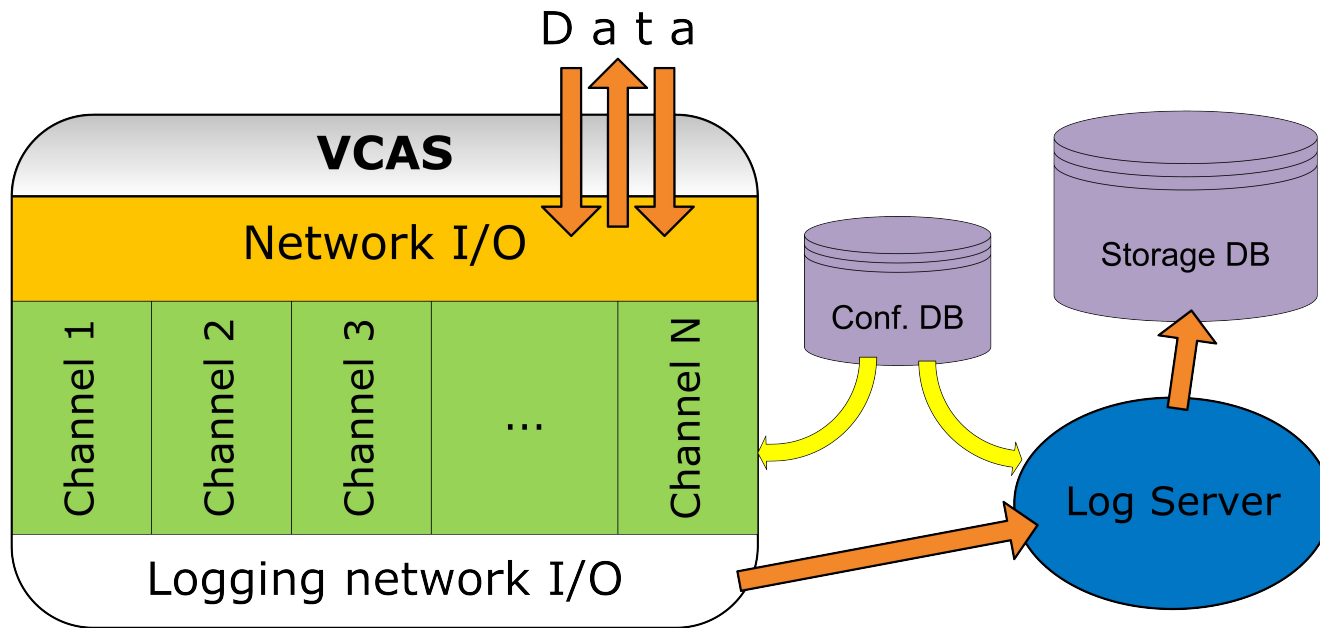 D a t a
VCAS
Network I/O
Channel 1
Channel 2
Channel 3
...
Channel N
Logging network I/O
Conf. DB
Storage DB
Log Server